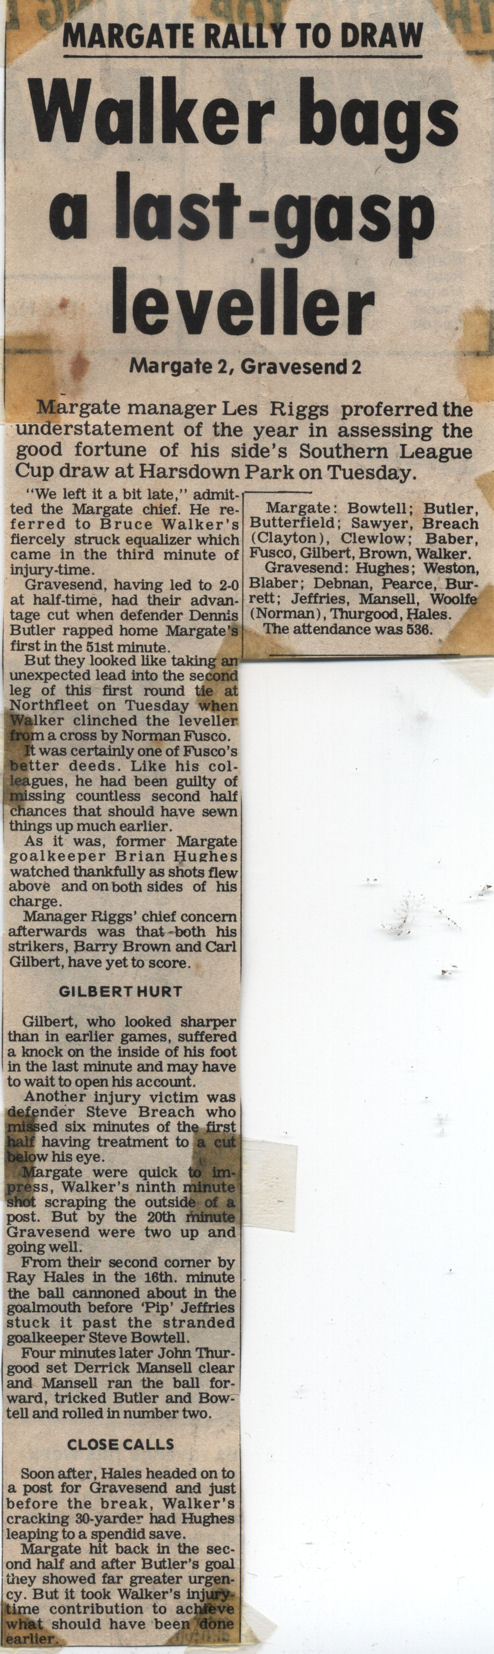 MARGATE RALLY TO DRAW
Walker bags
a last-gasp
leveller
Margate 2, Gravesend 2
Margate manager Les Riggs proferred the
understatement of the year in assessing the
good fortune of his side's Southern League
Cup draw at Harsdown Park on Tuesday.
"We left it a bit late," admit-
ted the Margate chief. He re-
ferred to Bruce Walker's
fiercely struck equalizer which
came in the third minute of
injury-time.
Gravesend, having led to 2-0
at half-time, had their advan-
tage cut when defender Dennis
Butler rapped home Margate's
first in the 51st minute.
But they looked like taking an
unexpected lead into the second
leg of this first round tie at
Northfleet on Tuesday when
Walker clinched the leveller
from a cross by Norman Fusco.
It was certainly one of Fusco's
better deeds. Like his col-
leagues, he had been guilty of
missing countless second half
chances that should have sewn
things up much earlier.
As it was, former Margate
goalkeeper Brian Hughes
watched thankfully as shots flew
above and on both sides of his
charge.
Manager Riggs' chief concern
afterwards was that both his
strikers, Barry Brown and Carl
Gilbert, have yet to score.
GILBERT HURT
Gilbert, who looked sharper
than in earlier games, suffered
a knock on the inside of his foot
in the last minute and may have
to wait to open his account.
Another injury victim was
defender Steve Breach who
missed six minutes of the first
half having treatment to a cut
below his eye.
Margate were quick to im-
press, Walker's ninth minute
shot scraping the outside of a
post. But by the 20th minute
Gravesend were two up and
going well.
From their second corner by
Ray Hales in the 16th. minute
the ball cannoned about in the
goalmouth before 'Pip' Jeffries
stuck it past the stranded
goalkeeper Steve Bowtell.
Four minutes later John Thur-
good set Derrick Mansell clear
and Mansell ran the ball for-
ward, tricked Butler and Bow-
tell and rolled in number two.
CLOSE CALLS
Soon after, Hales headed on to
a post for Gravesend and just
before the break, Walker's
cracking 30-yarder had Hughes
leaping to a spendid save.
Margate hit back in the sec-
ond half and after Butler's goal
they showed far greater urgen-
cy. But it took Walker's injury-
time contribution to achieve
what should have been done
earlier.
Margate: Bowtell; Butler,
Butterfield; Sawyer, Breach
(Clayton), Clewlow; Baber,
Fusco, Gilbert, Brown, Walker.
Gravesend: Hughes; Weston,
Blaber; Debnan, Pearce, Bur-
rett; Jeffries, Mansell, Woolfe
(Norman), Thurgood, Hales.
The attendance was 536.